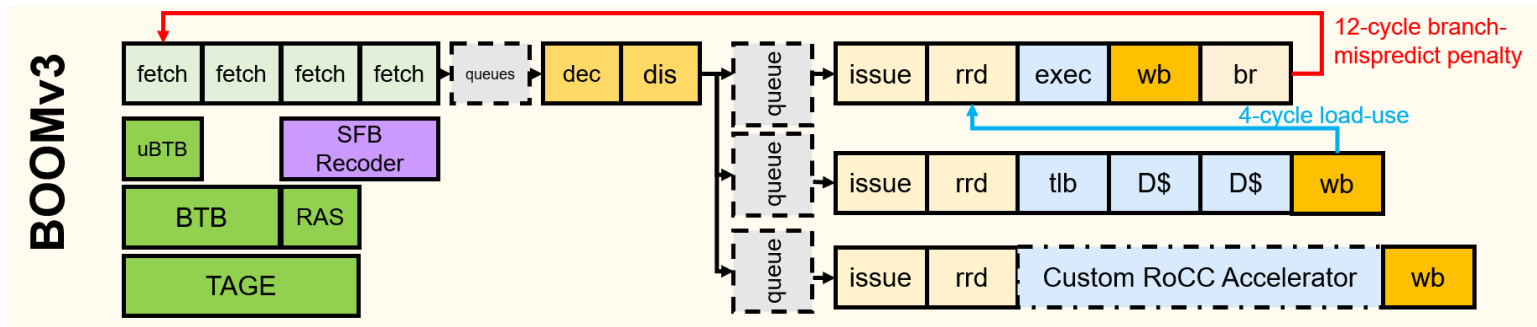 BOOMv3
12-cycle branch-
mispredict penalty
fetch fetch fetch fetch queues dec dis queue issue rrd exec wb br
4-cycle load-use
uBTB SFB
Recoder
queue issue rrd tlb D$ D$ wb
BTB RAS
queue issue rrd Custom RoCC Accelerator wb
TAGE